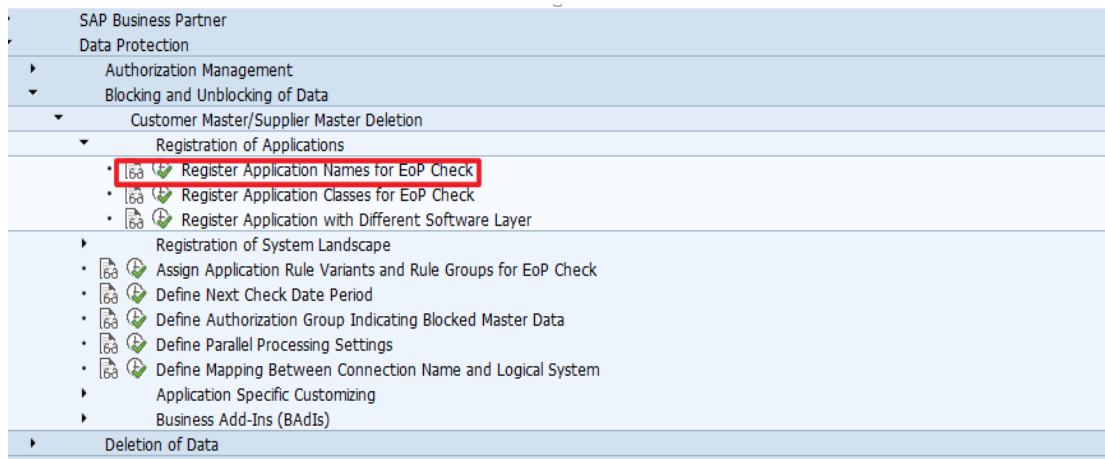 SAP Business Partner
Data Protection
Authorization Management
Blocking and Unblocking of Data
Customer Master/Supplier Master Deletion
Registration of Applications
Register Application Names for EoP Check
Register Application Classes for EoP Check
Register Application with Different Software Layer
Registration of System Landscape
Assign Application Rule Variants and Rule Groups for EoP Check
Define Next Check Date Period
Define Authorization Group Indicating Blocked Master Data
Define Parallel Processing Settings
Define Mapping Between Connection Name and Logical System
Application Specific Customizing
Business Add-Ins (BAdIs)
Deletion of Data